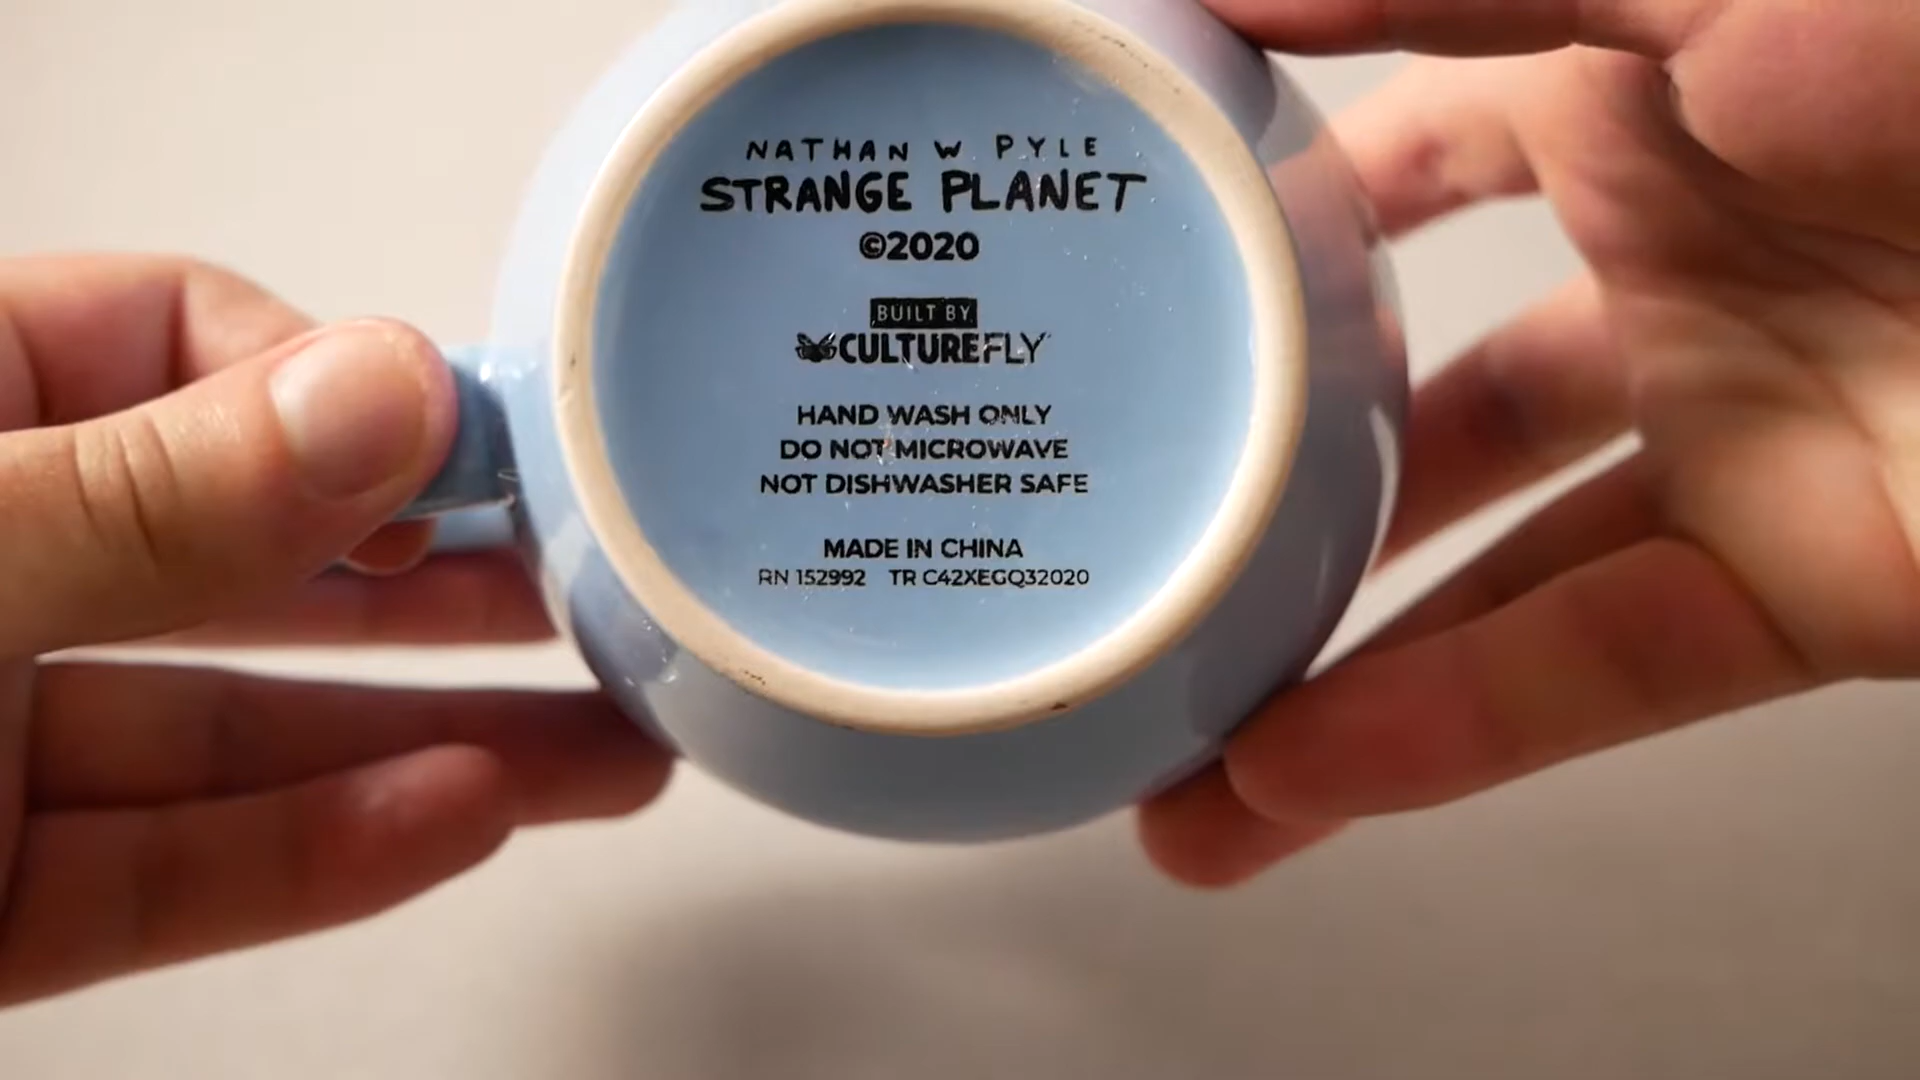 NATHAN W PYLE
STRANGE PLANET
©2020
BUILT BY
CULTUREFLY
HAND WASH ONLY
DO NOT MICROWAVE
NOT DISHWASHER SAFE
MADE IN CHINA
RN 152992 TR C42XEGQ32020